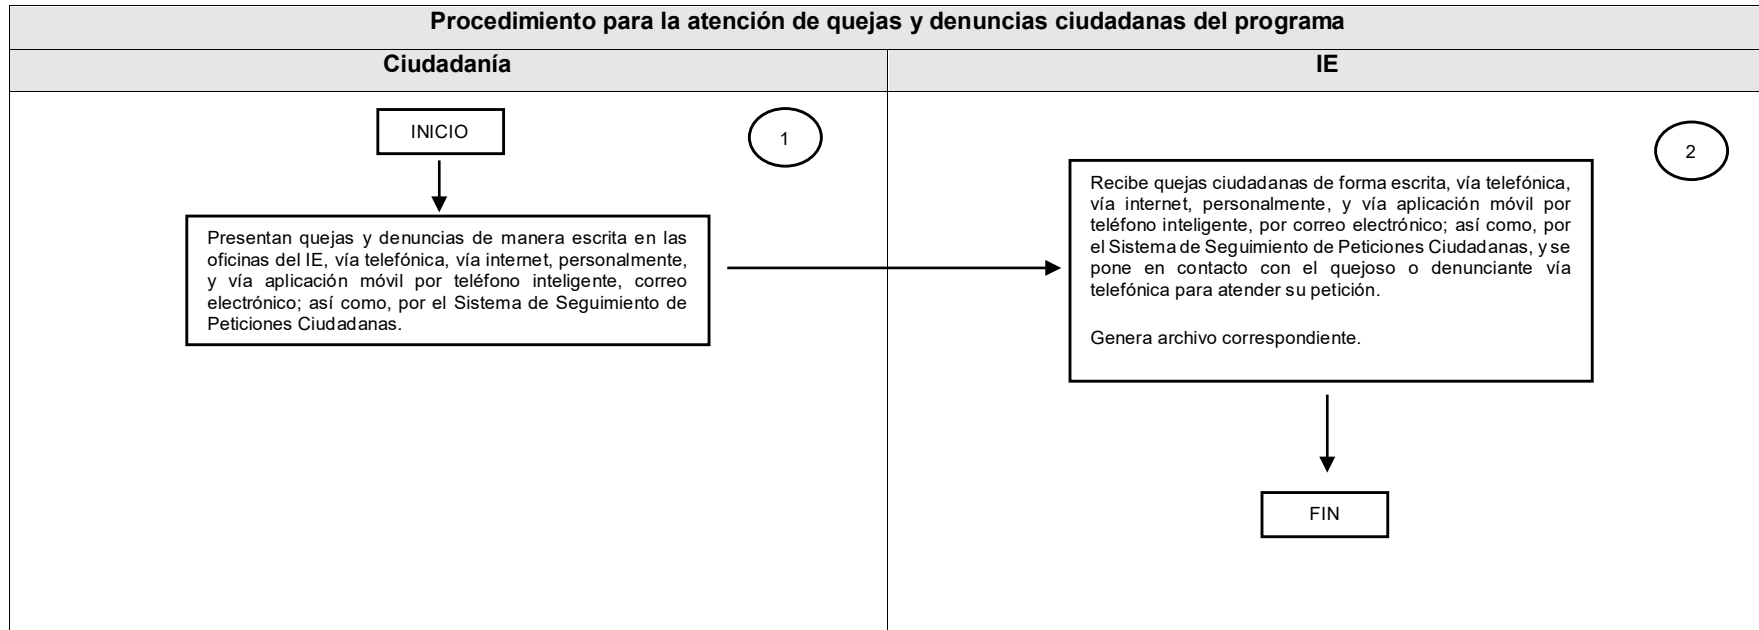 Procedimiento para la atención de quejas y denuncias ciudadanas del programa
Ciudadanía
IE
INICIO
1
Presentan quejas y denuncias de manera escrita en las
oficinas del IE, vía telefónica, vía internet, personalmente,
y vía aplicación móvil por teléfono inteligente, correo
electrónico; así como, por el Sistema de Seguimiento de
Peticiones Ciudadanas.
2
Recibe quejas ciudadanas de forma escrita, vía telefónica,
vía internet, personalmente, y vía aplicación móvil por
teléfono inteligente, por correo electrónico; así como, por
el Sistema de Seguimiento de Peticiones Ciudadanas, y se
pone en contacto con el quejoso o denunciante vía
telefónica para atender su petición.
Genera archivo correspondiente.
FIN